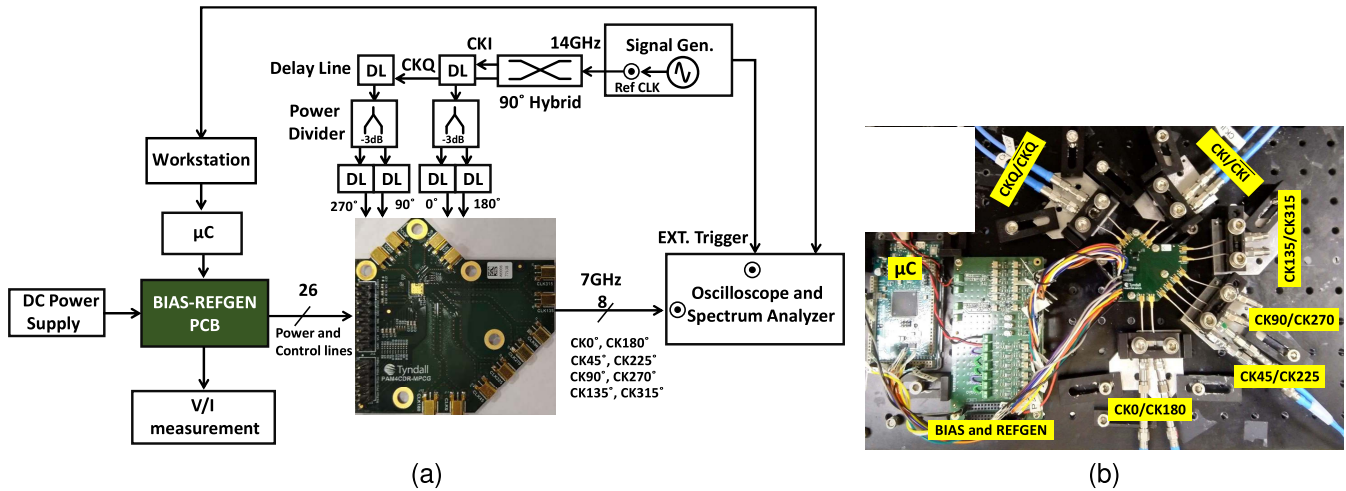 CKI
14GHz
Signal Gen.
Delay Line
DL
CKQ
DL
Ref CLK
90° Hybrid
Power
Divider
-3dB
-3dB
Workstation
DL
DL
DL
DL
270°
90°
0°
180°
µC
EXT. Trigger
DC Power
Supply
BIAS-REFGEN
PCB
26
Power and
Control lines
Tyndall
PAM4CDR-MPCG
7GHz
8
CK0°, CK180°
CK45°, CK225°
CK90°, CK270°
CK135°, CK315°
Oscilloscope and
Spectrum Analyzer
V/I
measurement
(a)
CKQ/C̅K̅Q̅
CKI/C̅K̅I̅
CK135/CK315
µC
CK90/CK270
CK45/CK225
CK0/CK180
BIAS and REFGEN
(b)